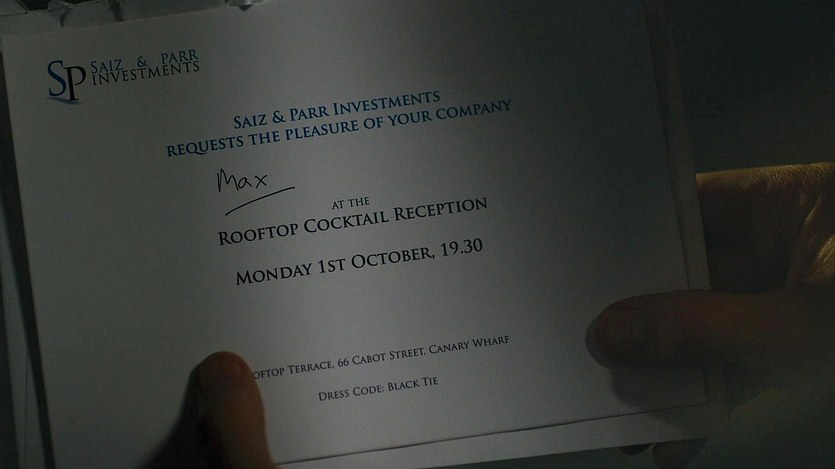 SP SAIZ & PARR
INVESTMENTS
SAIZ & PARR INVESTMENTS
REQUESTS THE PLEASURE OF YOUR COMPANY
Max
AT THE
ROOFTOP COCKTAIL RECEPTION
MONDAY 1ST OCTOBER, 19.30
OFTOP TERRACE, 66 CABOT STREET, CANARY WHARF
DRESS CODE: BLACK TIE